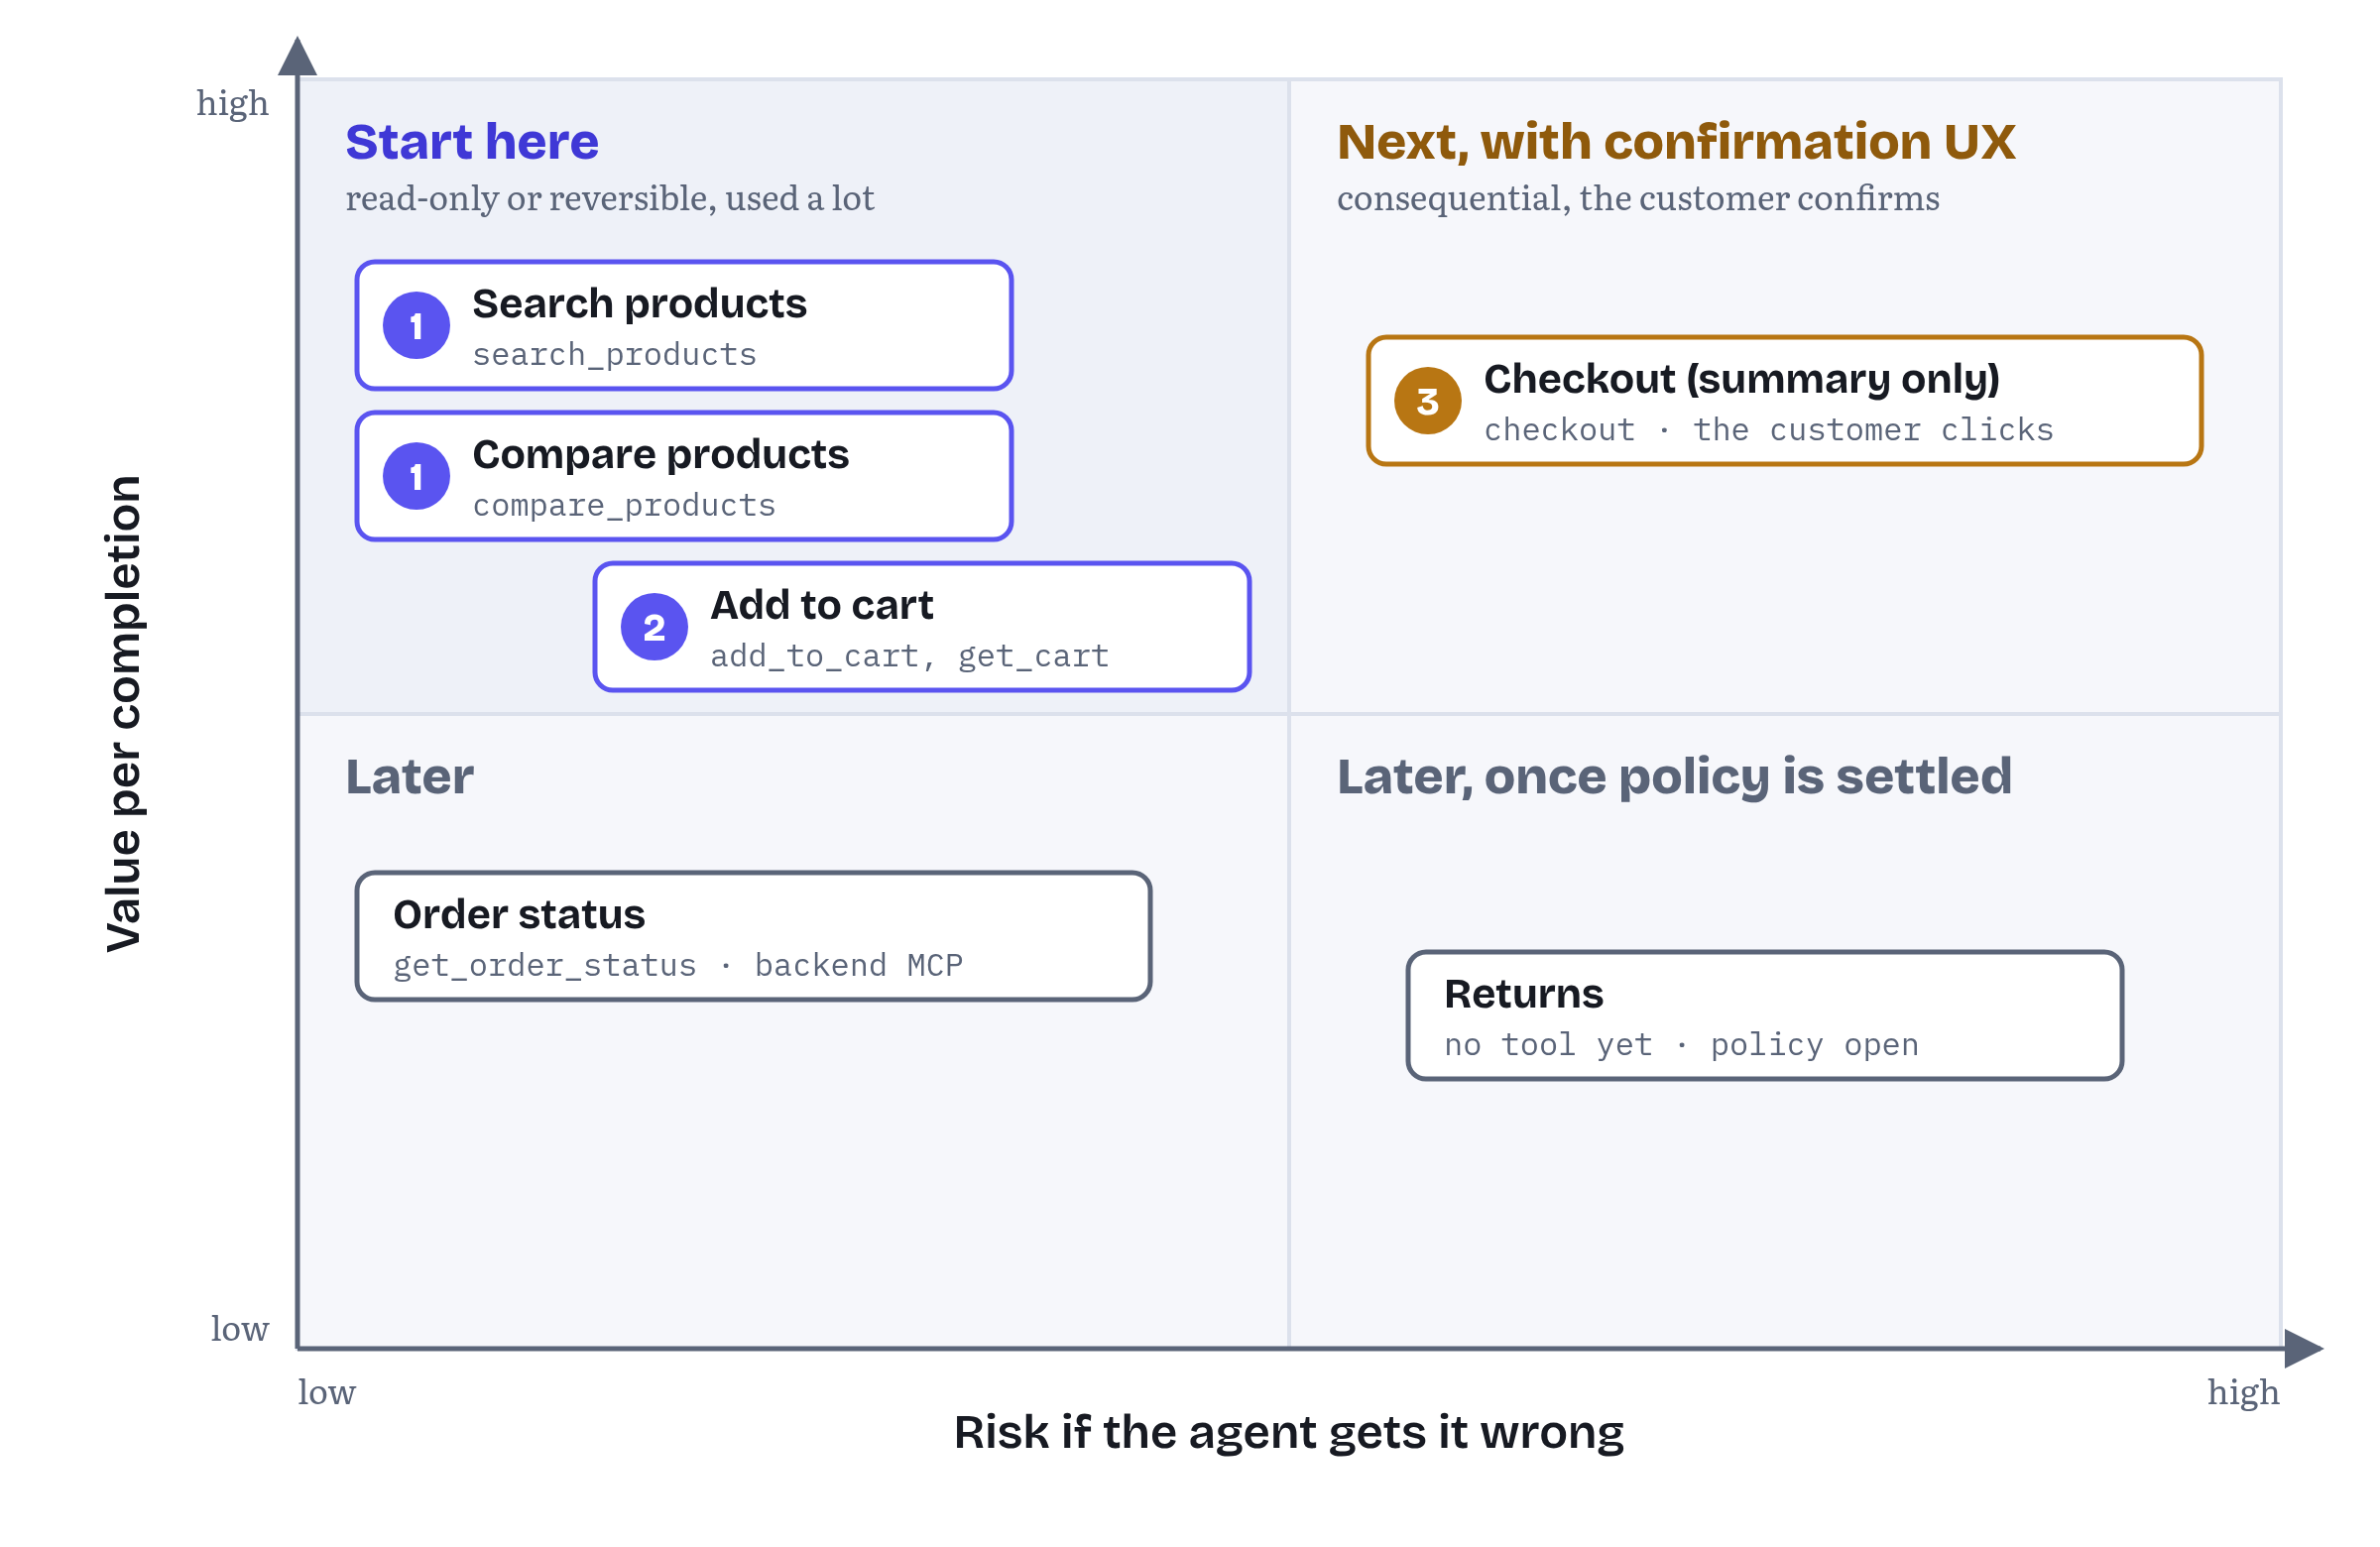 high
Start here
read-only or reversible, used a lot
1
Search products
search_products
1
Compare products
compare_products
2
Add to cart
add_to_cart, get_cart
Next, with confirmation UX
consequential, the customer confirms
3
Checkout (summary only)
checkout · the customer clicks
Value per completion
Later
Order status
get_order_status · backend MCP
Later, once policy is settled
Returns
no tool yet · policy open
low
low
high
Risk if the agent gets it wrong